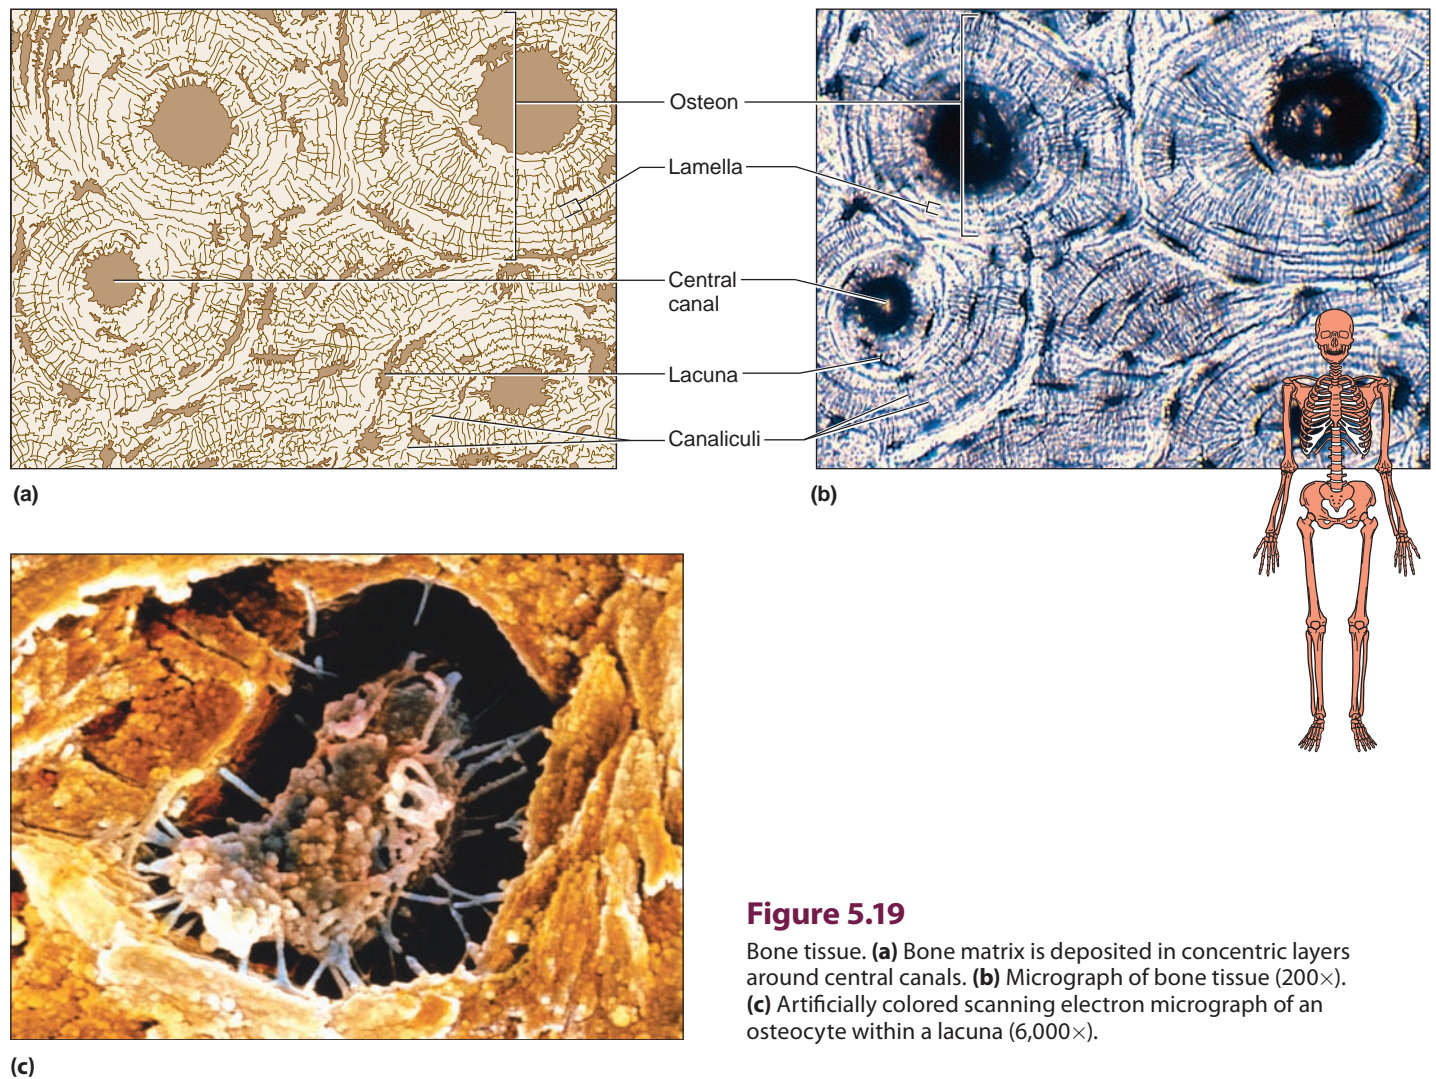 Osteon
Lamella
Central
canal
Lacuna
Canaliculi
(a)
(b)
(c)
Figure 5.19
Bone tissue. (a) Bone matrix is deposited in concentric layers
around central canals. (b) Micrograph of bone tissue (200×).
(c) Artificially colored scanning electron micrograph of an
osteocyte within a lacuna (6,000×).